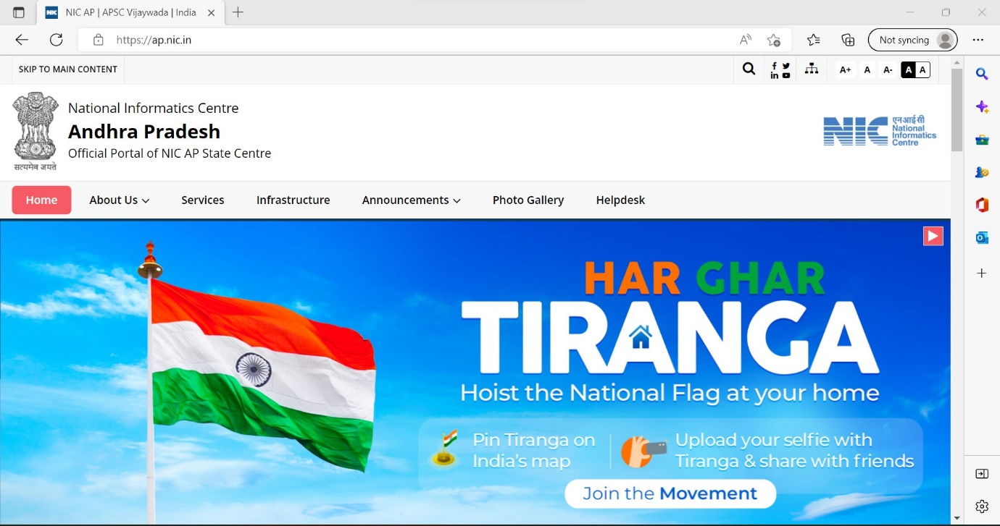 NIC AP | APSC Vijaywada | India
https://ap.nic.in
Not syncing
SKIP TO MAIN CONTENT
A+ A A- A A
National Informatics Centre
Andhra Pradesh
Official Portal of NIC AP State Centre
सत्यमेव जयते
NIC
एन आई सी
National
Informatics
Centre
Home About Us Services Infrastructure Announcements Photo Gallery Helpdesk
HAR GHAR
TIRANGA
Hoist the National Flag at your home
Pin Tiranga on
India's map
Upload your selfie with
Tiranga & share with friends
Join the Movement